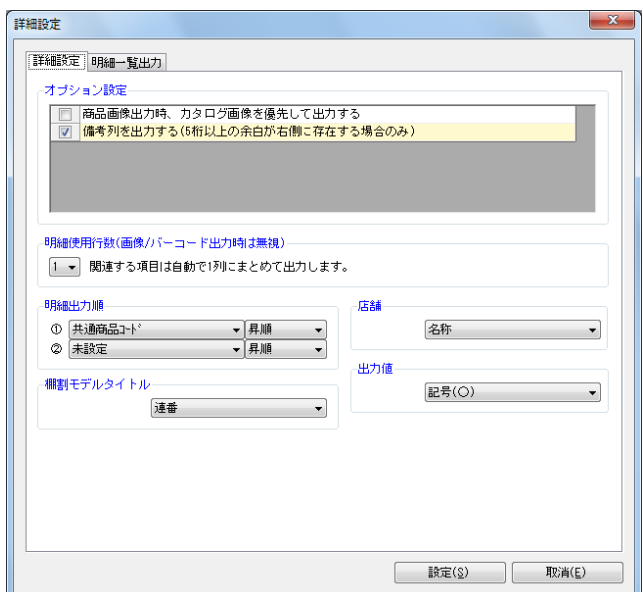 詳細設定
詳細設定 明細一覧出力
オプション設定
商品画像出力時、カタログ画像を優先して出力する
備考列を出力する(5桁以上の余白が右側に存在する場合のみ)
明細使用行数(画像/バーコード出力時は無視)
1 関連する項目は自動で1列にまとめて出力します。
明細出力順
① 共通商品ｺｰﾄﾞ 昇順
② 未設定 昇順
店舗
名称
棚割モデルタイトル
連番
出力値
記号(○)
設定(S) 取消(E)